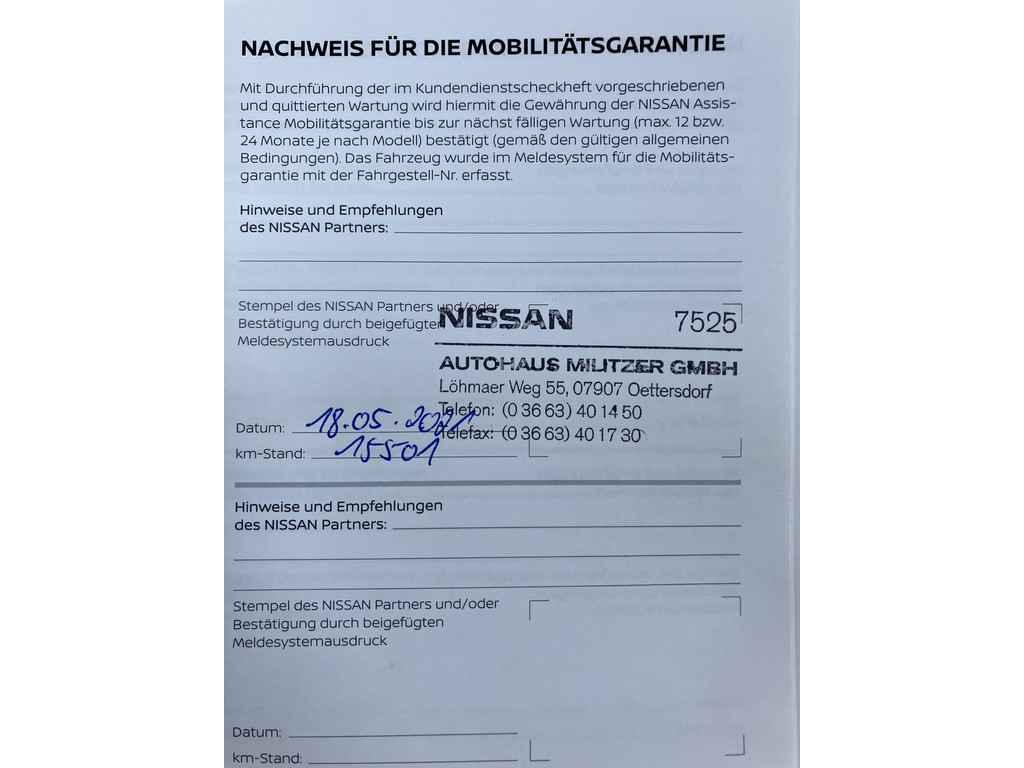 NACHWEIS FÜR DIE MOBILITÄTSGARANTIE
Mit Durchführung der im Kundendienstscheckheft vorgeschriebenen
und quittierten Wartung wird hiermit die Gewährung der NISSAN Assis-
tance Mobilitätsgarantie bis zur nächst fälligen Wartung (max. 12 bzw.
24 Monate je nach Modell) bestätigt (gemäß den gültigen allgemeinen
Bedingungen). Das Fahrzeug wurde im Meldesystem für die Mobilitäts-
garantie mit der Fahrgestell-Nr. erfasst.
Hinweise und Empfehlungen
des NISSAN Partners:
Stempel des NISSAN Partners und/oder
Bestätigung durch beigefügten
Meldesystemausdruck
NISSAN 7525
AUTOHAUS MILITZER GMBH
Löhmaer Weg 55, 07907 Oettersdorf
Telefon: (0 36 63) 40 14 50
Telefax: (0 36 63) 40 17 30
Datum: 18.05.2021
km-Stand: 15501
Hinweise und Empfehlungen
des NISSAN Partners:
Stempel des NISSAN Partners und/oder
Bestätigung durch beigefügten
Meldesystemausdruck
Datum:
km-Stand: